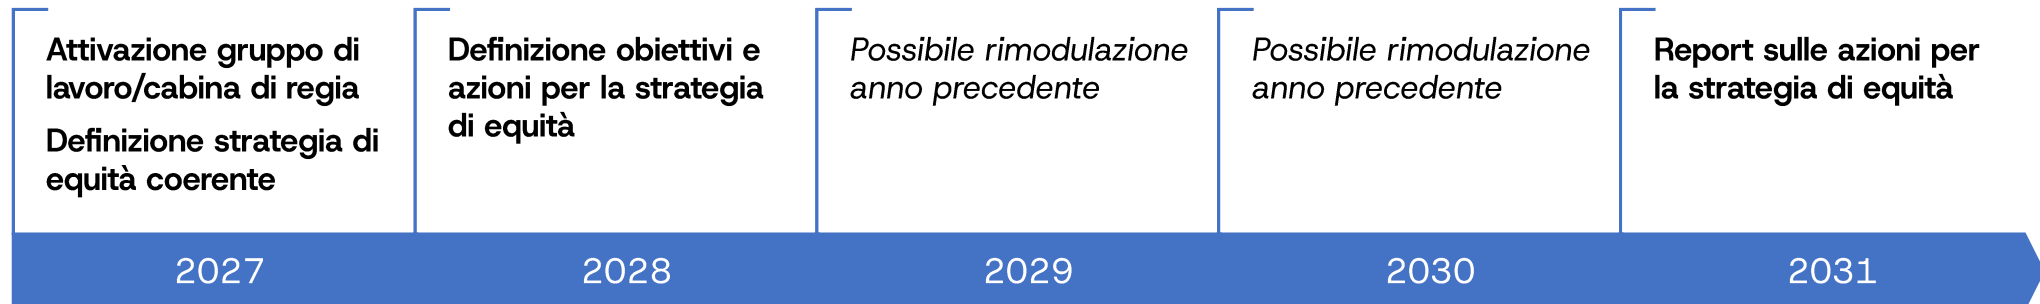 Attivazione gruppo di
lavoro/cabina di regia
Definizione strategia di
equità coerente
Definizione obiettivi e
azioni per la strategia
di equità
Possibile rimodulazione
anno precedente
Possibile rimodulazione
anno precedente
Report sulle azioni per
la strategia di equità
2027
2028
2029
2030
2031